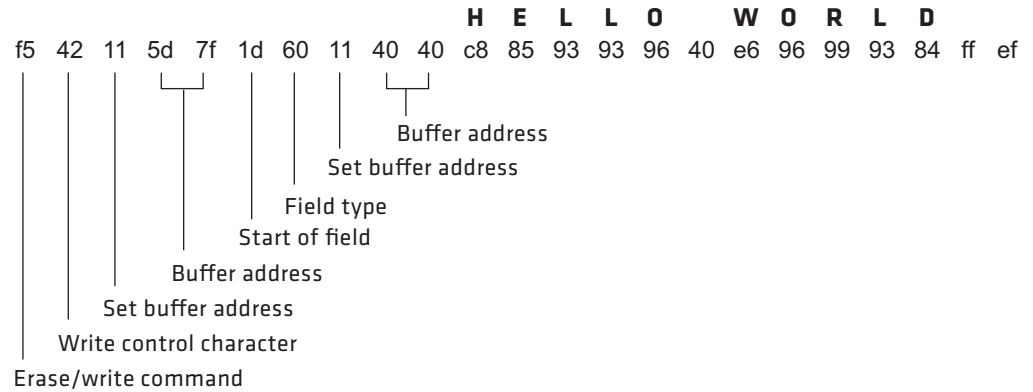 H E L L O W O R L D
f5 42 11 5d 7f 1d 60 11 40 40 c8 85 93 93 96 40 e6 96 99 93 84 ff ef
Buffer address
Set buffer address
Field type
Start of field
Buffer address
Set buffer address
Write control character
Erase/write command